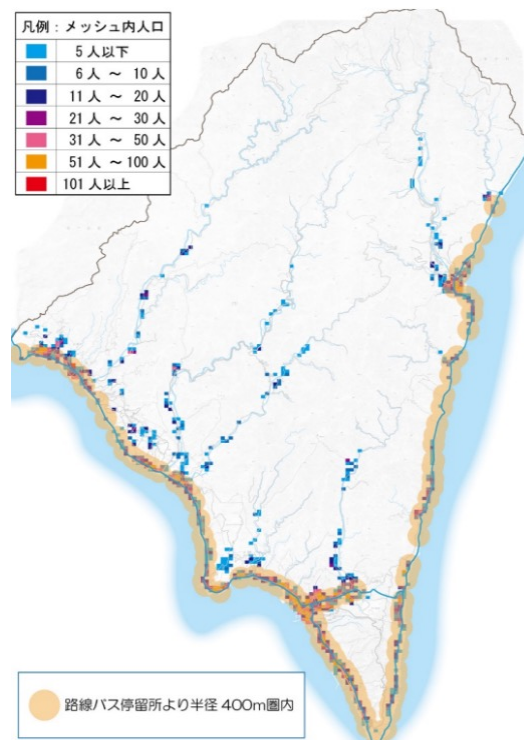 凡例：メッシュ内人口
5人以下
6人 ～ 10人
11人 ～ 20人
21人 ～ 30人
31人 ～ 50人
51人 ～100人
101人以上
路線バス停留所より半径 400m圏内